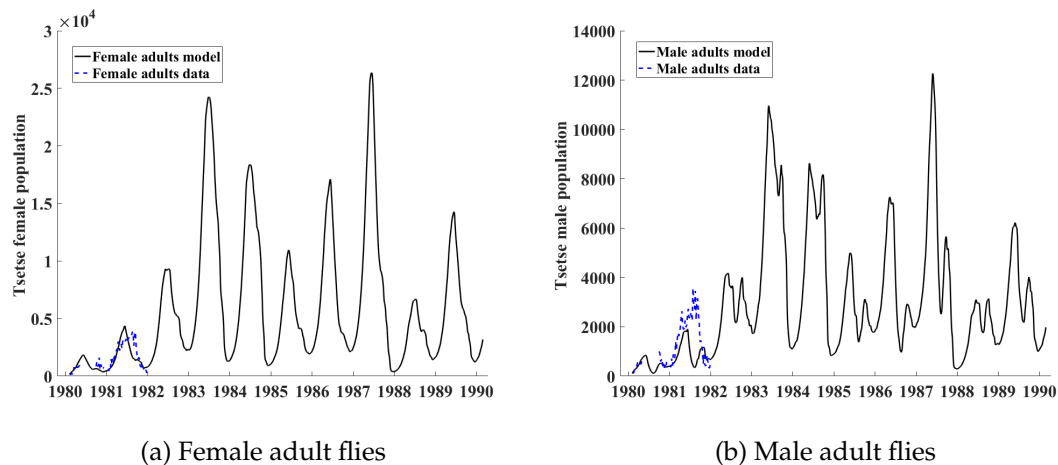 ×10⁴
3
2.5
2
1.5
1
0.5
0
Tsetse female population
Female adults model
Female adults data
1980 1981 1982 1983 1984 1985 1986 1987 1988 1989 1990
(a) Female adult flies
14000
12000
10000
8000
6000
4000
2000
0
Tsetse male population
Male adults model
Male adults data
1980 1981 1982 1983 1984 1985 1986 1987 1988 1989 1990
(b) Male adult flies